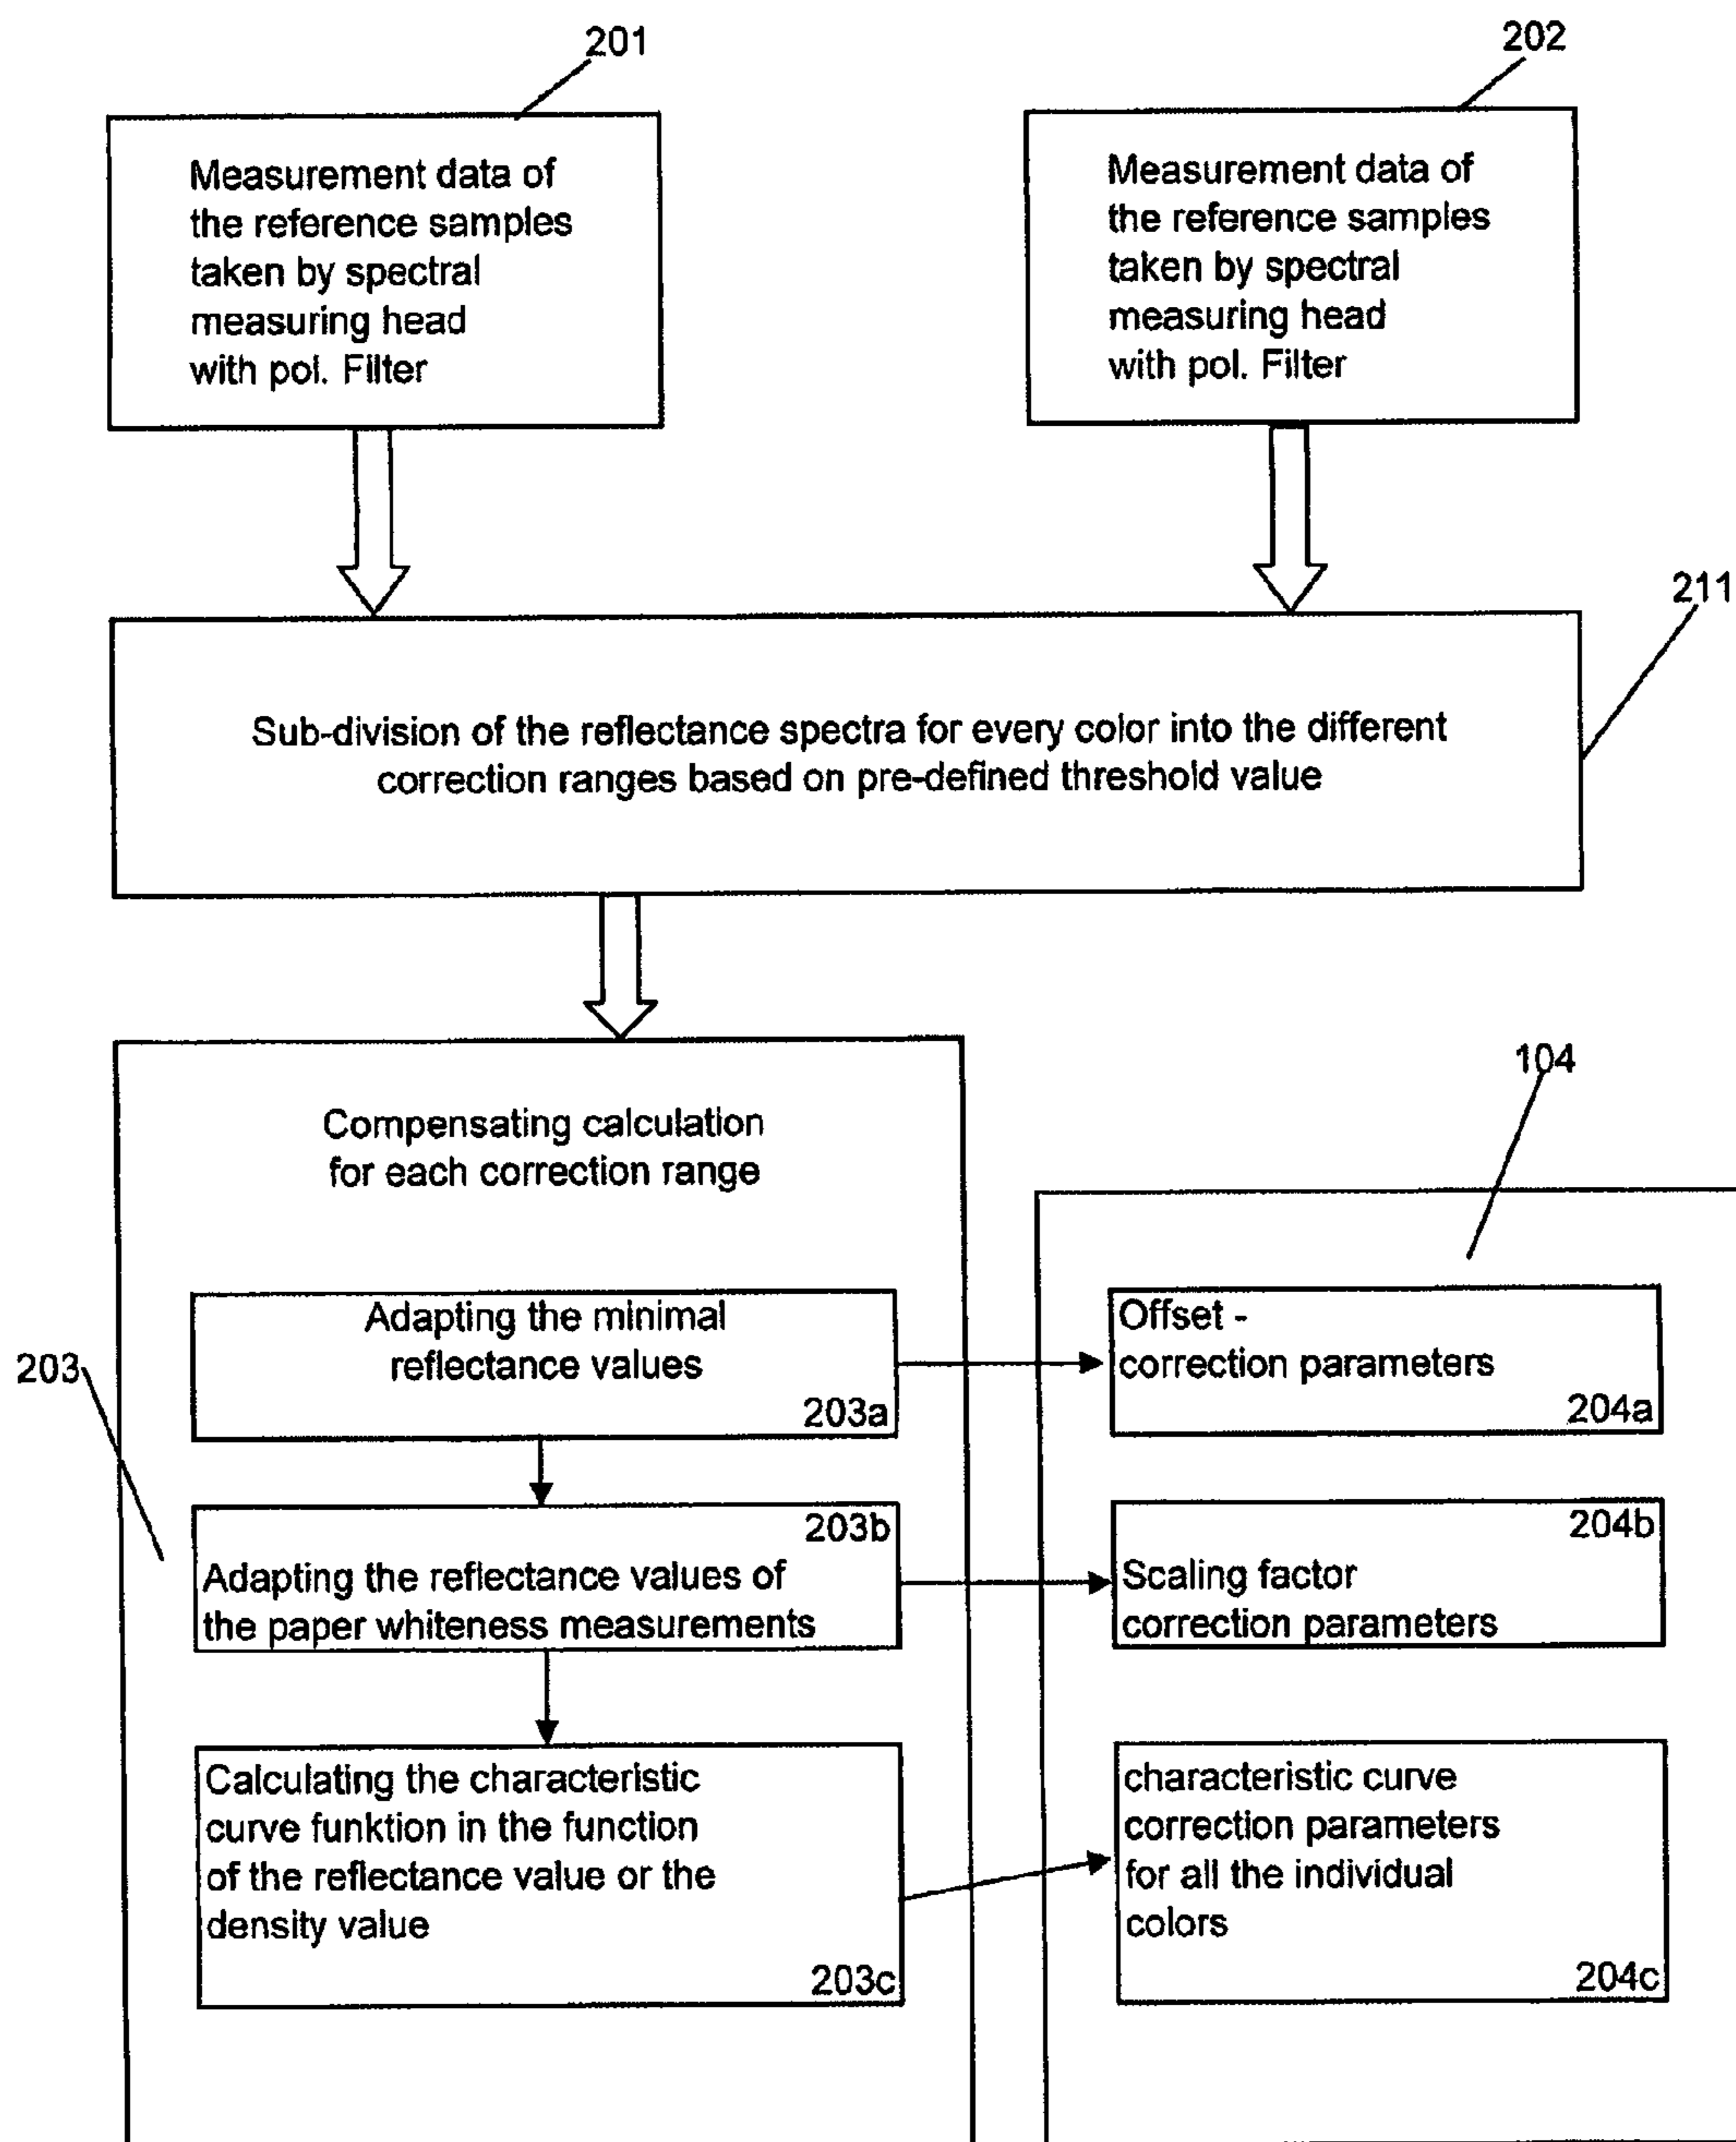 201
202
Measurement data of
the reference samples
taken by spectral
measuring head
with pol. Filter
Measurement data of
the reference samples
taken by spectral
measuring head
with pol. Filter
211
Sub-division of the reflectance spectra for every color into the different
correction ranges based on pre-defined threshold value
Compensating calculation
for each correction range
104
203
Adapting the minimal
reflectance values
203a
Offset -
correction parameters
204a
203b
Adapting the reflectance values of
the paper whiteness measurements
204b
Scaling factor
correction parameters
Calculating the characteristic
curve funktion in the function
of the reflectance value or the
density value
203c
characteristic curve
correction parameters
for all the individual
colors
204c